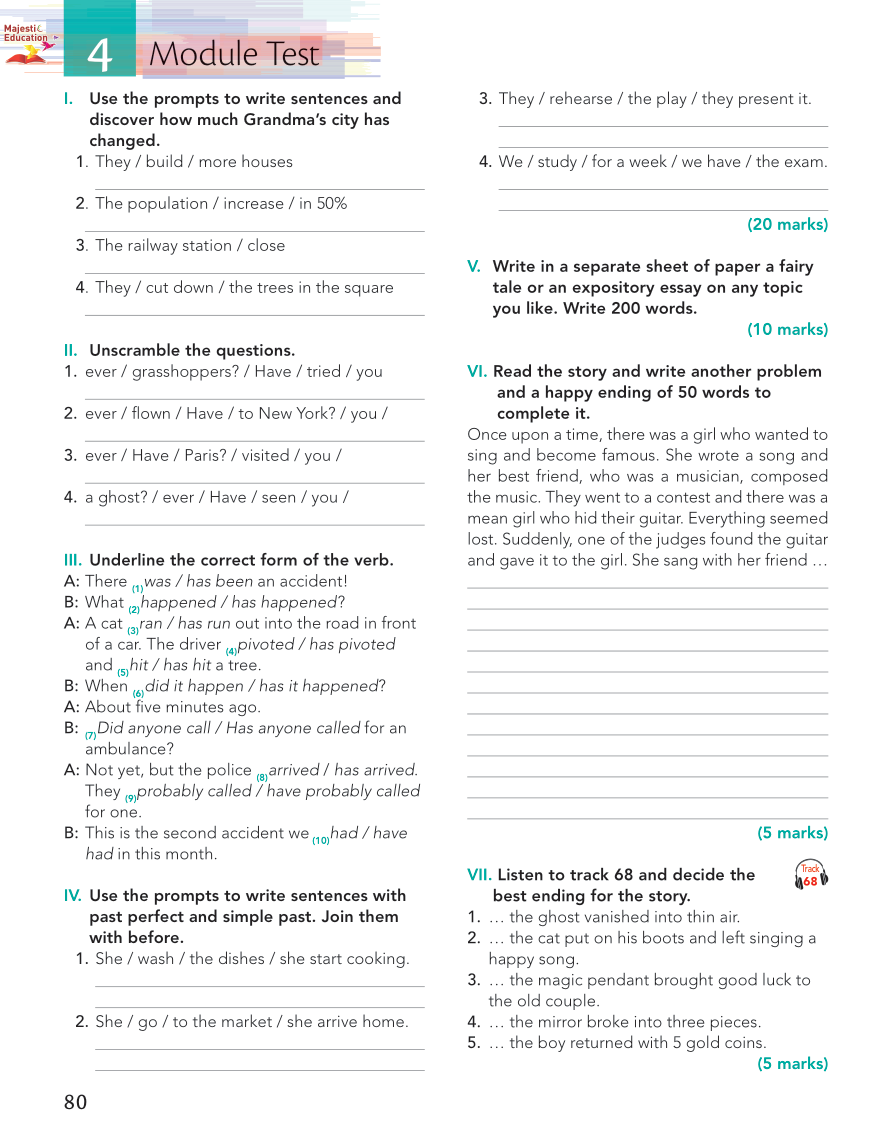 Majestic
Education
4 Module Test
I. Use the prompts to write sentences and
discover how much Grandma's city has
changed.
1. They / build / more houses
2. The population / increase / in 50%
3. The railway station / close
4. They / cut down / the trees in the square
II. Unscramble the questions.
1. ever / grasshoppers? / Have / tried / you
2. ever / flown / Have / to New York? / you /
3. ever / Have / Paris? / visited / you /
4. a ghost? / ever / Have / seen / you /
III. Underline the correct form of the verb.
A: There (1)was / has been an accident!
B: What (2)happened / has happened?
A: A cat (3)ran / has run out into the road in front
of a car. The driver (4)pivoted / has pivoted
and (5)hit / has hit a tree.
B: When (6)did it happen / has it happened?
A: About five minutes ago.
B: (7)Did anyone call / Has anyone called for an
ambulance?
A: Not yet, but the police (8)arrived / has arrived.
They (9)probably called / have probably called
for one.
B: This is the second accident we (10)had / have
had in this month.
IV. Use the prompts to write sentences with
past perfect and simple past. Join them
with before.
1. She / wash / the dishes / she start cooking.
2. She / go / to the market / she arrive home.
3. They / rehearse / the play / they present it.
4. We / study / for a week / we have / the exam.
(20 marks)
V. Write in a separate sheet of paper a fairy
tale or an expository essay on any topic
you like. Write 200 words.
(10 marks)
VI. Read the story and write another problem
and a happy ending of 50 words to
complete it.
Once upon a time, there was a girl who wanted to
sing and become famous. She wrote a song and
her best friend, who was a musician, composed
the music. They went to a contest and there was a
mean girl who hid their guitar. Everything seemed
lost. Suddenly, one of the judges found the guitar
and gave it to the girl. She sang with her friend …
(5 marks)
VII. Listen to track 68 and decide the
best ending for the story.
Track
68
1. … the ghost vanished into thin air.
2. … the cat put on his boots and left singing a
happy song.
3. … the magic pendant brought good luck to
the old couple.
4. … the mirror broke into three pieces.
5. … the boy returned with 5 gold coins.
(5 marks)
80